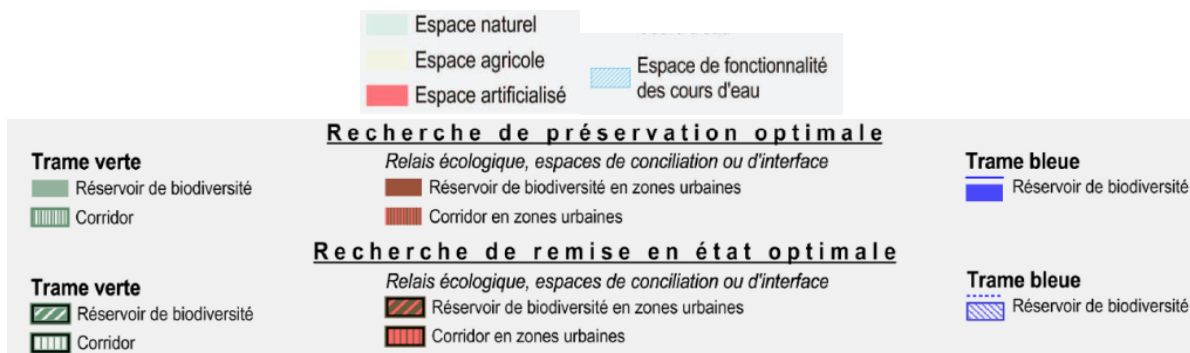 Espace naturel
Espace agricole
Espace artificialisé
Espace de fonctionnalité
des cours d'eau
Recherche de préservation optimale
Trame verte
Réservoir de biodiversité
Corridor
Relais écologique, espaces de conciliation ou d'interface
Réservoir de biodiversité en zones urbaines
Corridor en zones urbaines
Trame bleue
Réservoir de biodiversité
Recherche de remise en état optimale
Trame verte
Réservoir de biodiversité
Corridor
Relais écologique, espaces de conciliation ou d'interface
Réservoir de biodiversité en zones urbaines
Corridor en zones urbaines
Trame bleue
Réservoir de biodiversité